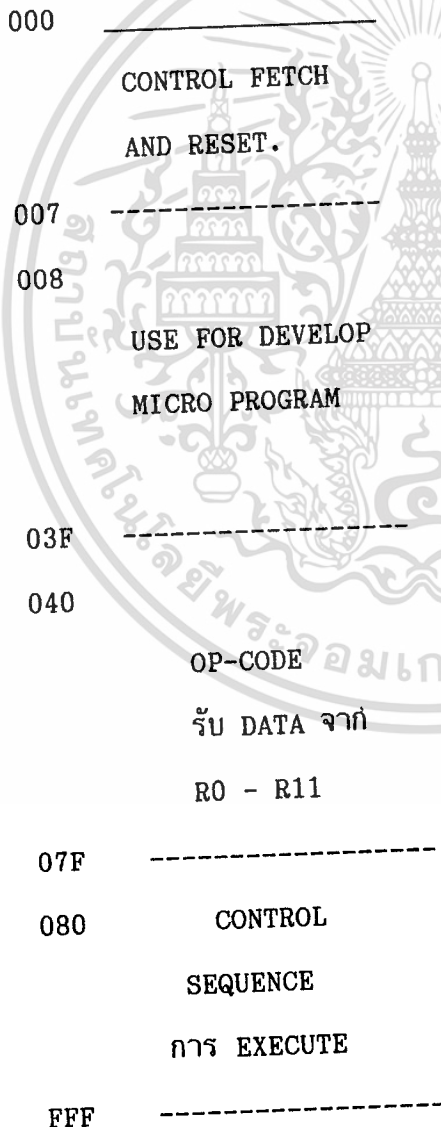 000
CONTROL FETCH
AND RESET.
007
008
USE FOR DEVELOP
MICRO PROGRAM
03F
040
OP-CODE
รับ DATA จาก
R0 - R11
07F
080 CONTROL
SEQUENCE
การ EXECUTE
FFF